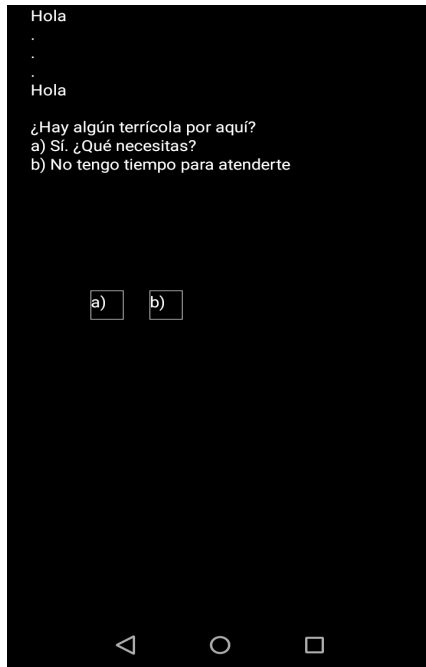 Hola
.
.
.
Hola
¿Hay algún terrícola por aquí?
a) Sí. ¿Qué necesitas?
b) No tengo tiempo para atenderte
a) b)